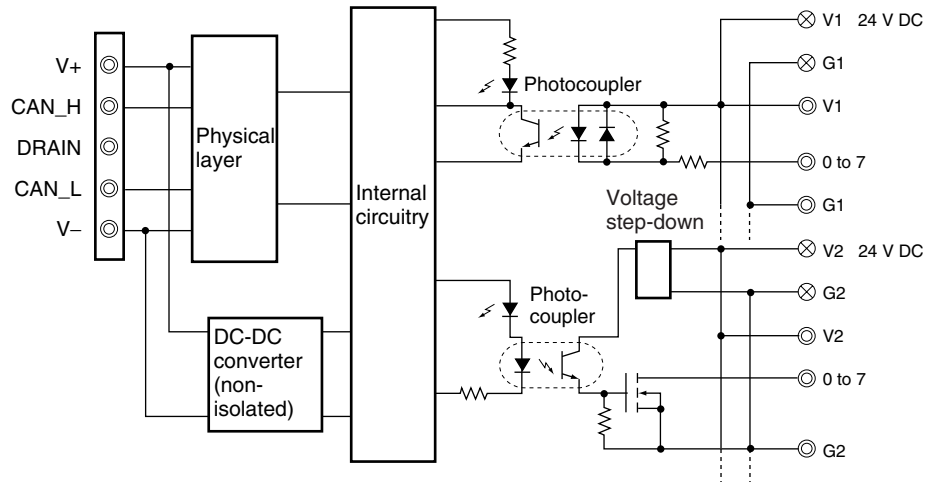 V+
CAN_H
DRAIN
CAN_L
V–
Physical
layer
DC-DC
converter
(non-
isolated)
Internal
circuitry
Photocoupler
V1 24 V DC
G1
V1
0 to 7
G1
Voltage
step-down
Photo-
coupler
V2 24 V DC
G2
V2
0 to 7
G2